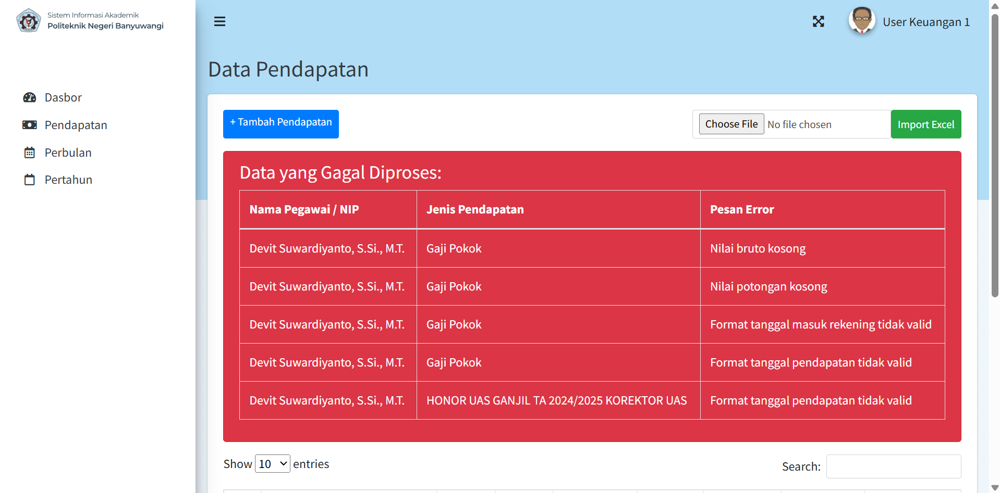 Sistem Informasi Akademik
Politeknik Negeri Banyuwangi
User Keuangan 1
Dasbor
Pendapatan
Perbulan
Pertahun
Data Pendapatan
+ Tambah Pendapatan
Choose File No file chosen
Import Excel
Data yang Gagal Diproses:
Nama Pegawai / NIP Jenis Pendapatan Pesan Error
Devit Suwardiyanto, S.Si., M.T. Gaji Pokok Nilai bruto kosong
Devit Suwardiyanto, S.Si., M.T. Gaji Pokok Nilai potongan kosong
Devit Suwardiyanto, S.Si., M.T. Gaji Pokok Format tanggal masuk rekening tidak valid
Devit Suwardiyanto, S.Si., M.T. Gaji Pokok Format tanggal pendapatan tidak valid
Devit Suwardiyanto, S.Si., M.T. HONOR UAS GANJIL TA 2024/2025 KOREKTOR UAS Format tanggal pendapatan tidak valid
Show 10 entries
Search: